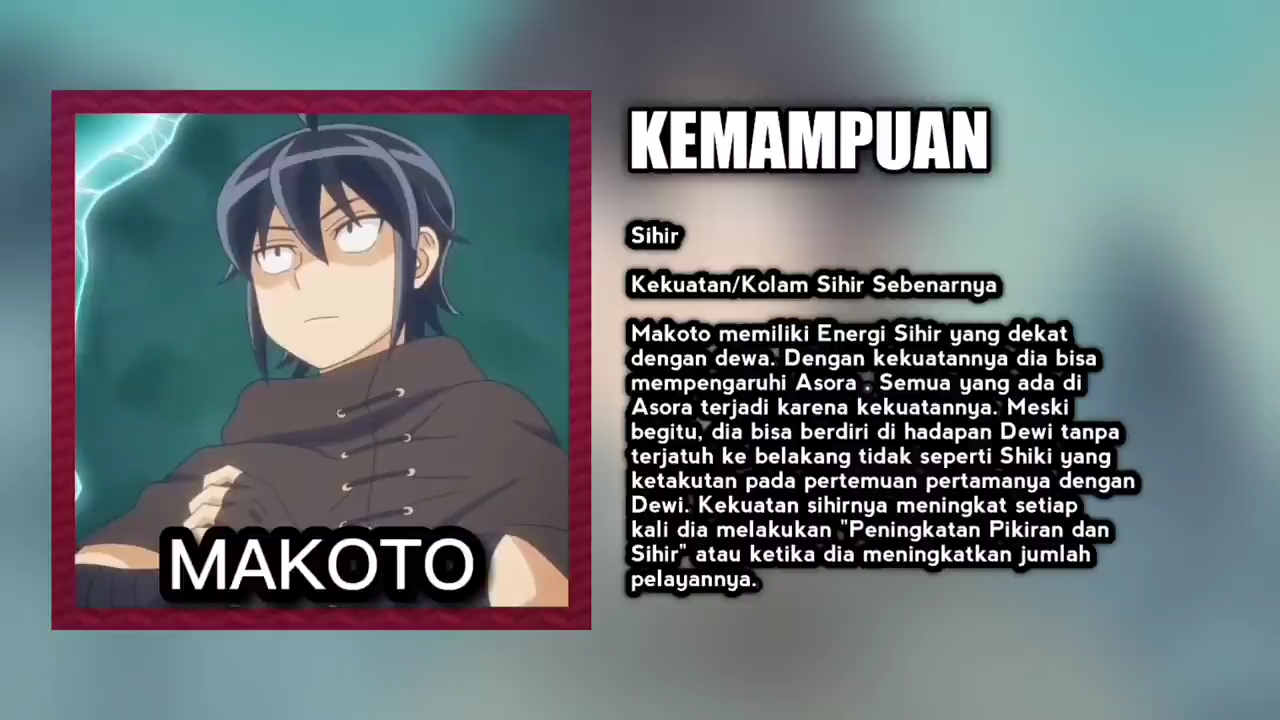 KEMAMPUAN
Sihir
Kekuatan/Kolam Sihir Sebenarnya
Makoto memiliki Energi Sihir yang dekat
dengan dewa. Dengan kekuatannya dia bisa
mempengaruhi Asora . Semua yang ada di
Asora terjadi karena kekuatannya. Meski
begitu, dia bisa berdiri di hadapan Dewi tanpa
terjatuh ke belakang tidak seperti Shiki yang
ketakutan pada pertemuan pertamanya dengan
Dewi. Kekuatan sihirnya meningkat setiap
kali dia melakukan "Peningkatan Pikiran dan
Sihir" atau ketika dia meningkatkan jumlah
pelayannya.
MAKOTO